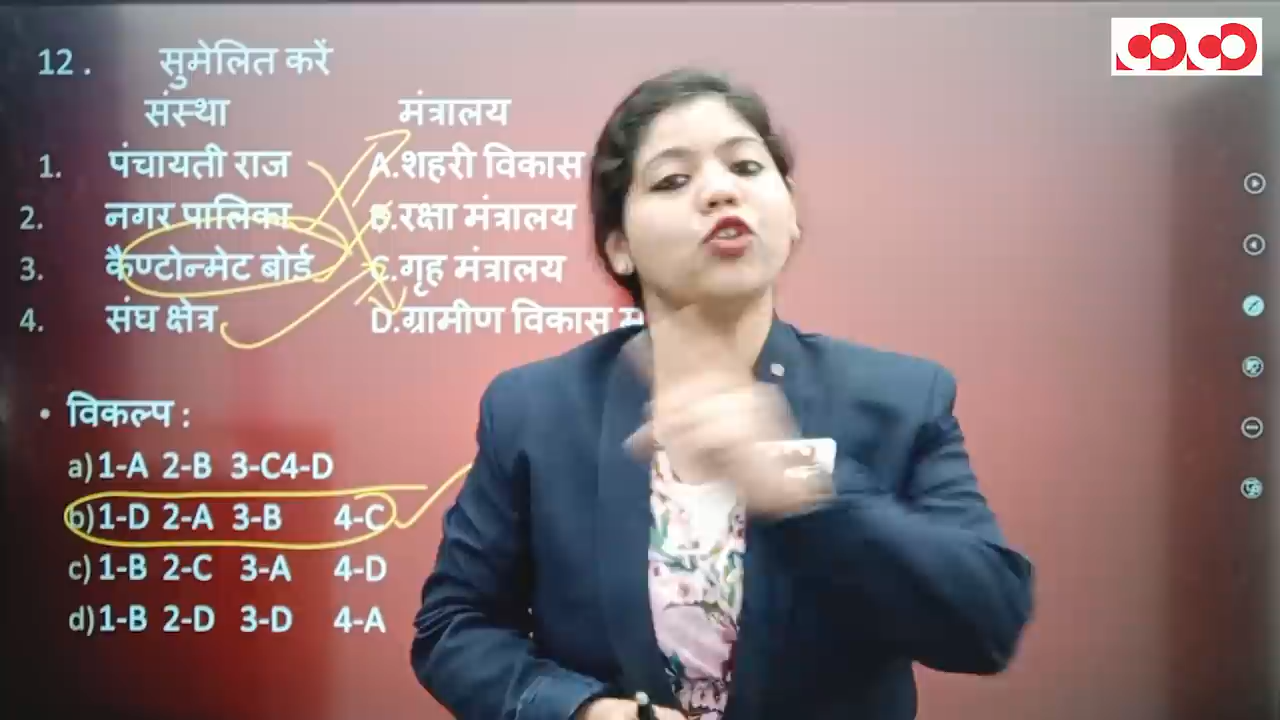 12. सुमेलित करें
संस्था मंत्रालय
1. पंचायती राज A.शहरी विकास
2. नगर पालिका B.रक्षा मंत्रालय
3. कैण्टोन्मेट बोर्ड C.गृह मंत्रालय
4. संघ क्षेत्र D.ग्रामीण विकास
• विकल्प :
a) 1-A 2-B 3-C4-D
b) 1-D 2-A 3-B 4-C
c) 1-B 2-C 3-A 4-D
d) 1-B 2-D 3-D 4-A